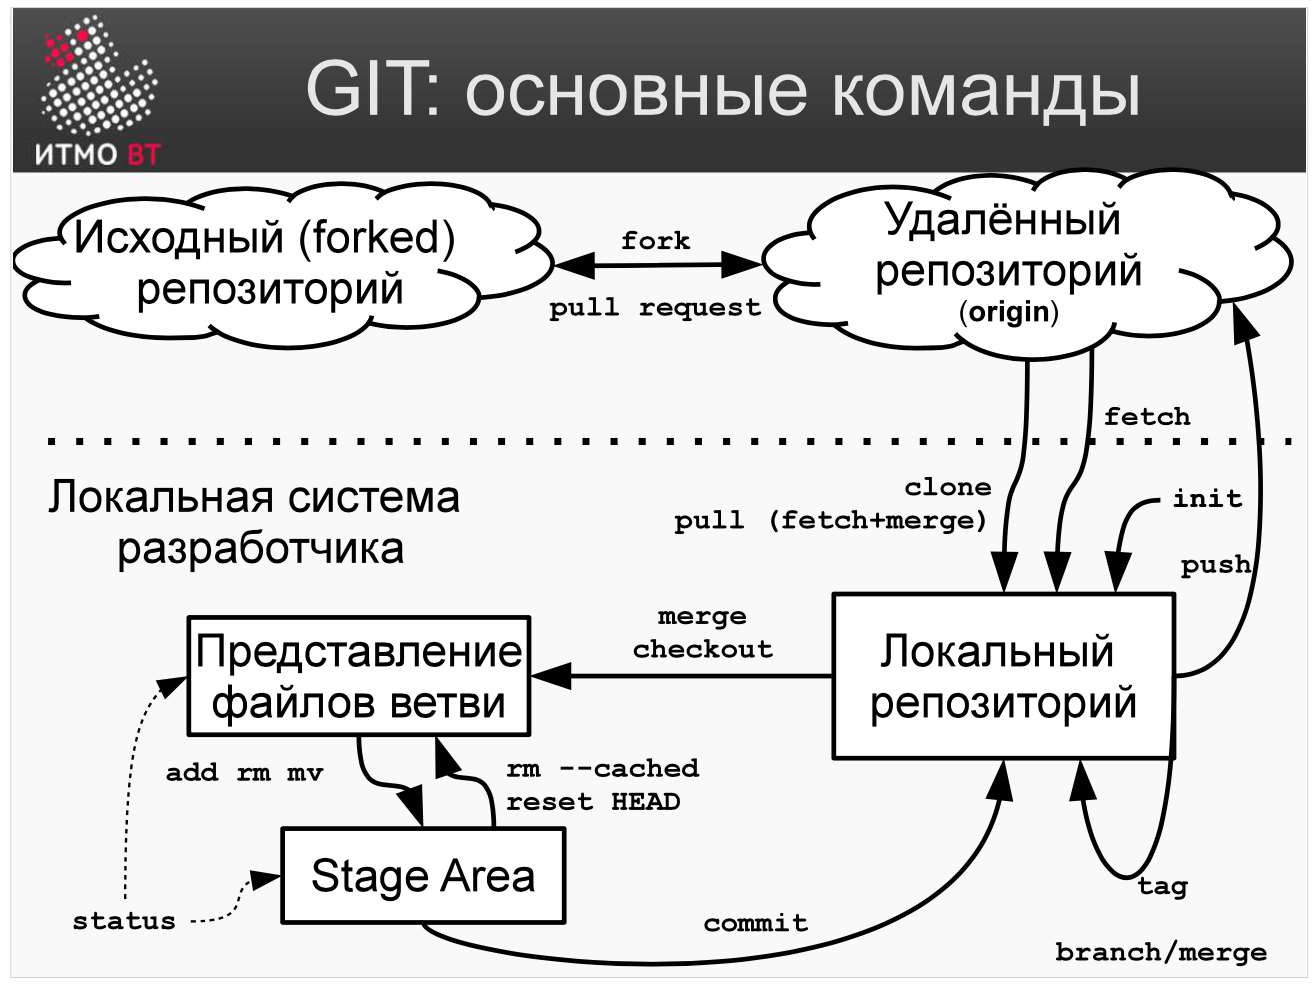 GIT: основные команды
ИТМО ВТ
Исходный (forked)
репозиторий
fork
pull request
Удалённый
репозиторий
(origin)
fetch
Локальная система
разработчика
clone
pull (fetch+merge)
init
push
merge
checkout
Представление
файлов ветви
Локальный
репозиторий
add rm mv
rm --cached
reset HEAD
Stage Area
status
commit
tag
branch/merge